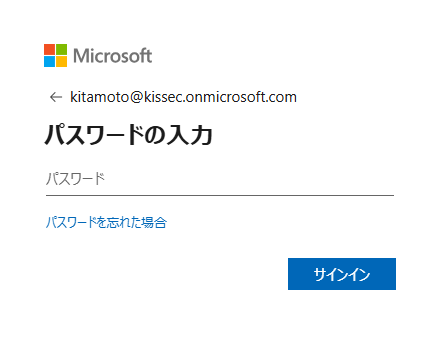 Microsoft
← kitamoto@kissec.onmicrosoft.com
パスワードの入力
パスワード
パスワードを忘れた場合
サインイン